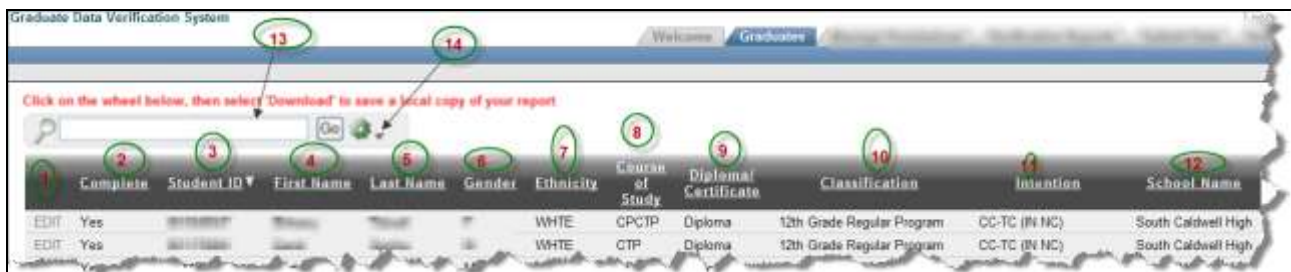 Graduate Data Verification System
13
14
Welcome Graduates
Click on the wheel below, then select 'Download' to save a local copy of your report
Go
1 2 3 4 5 6 7 8 9 10 11 12
Complete Student ID First Name Last Name Gender Ethnicity Course of Study Diploma/ Certificate Classification Intention School Name
EDIT Yes WHTE CPCTP Diploma 12th Grade Regular Program CC-TC (IN NC) South Caldwell High
EDIT Yes WHTE CTP Diploma 12th Grade Regular Program CC-TC (IN NC) South Caldwell High